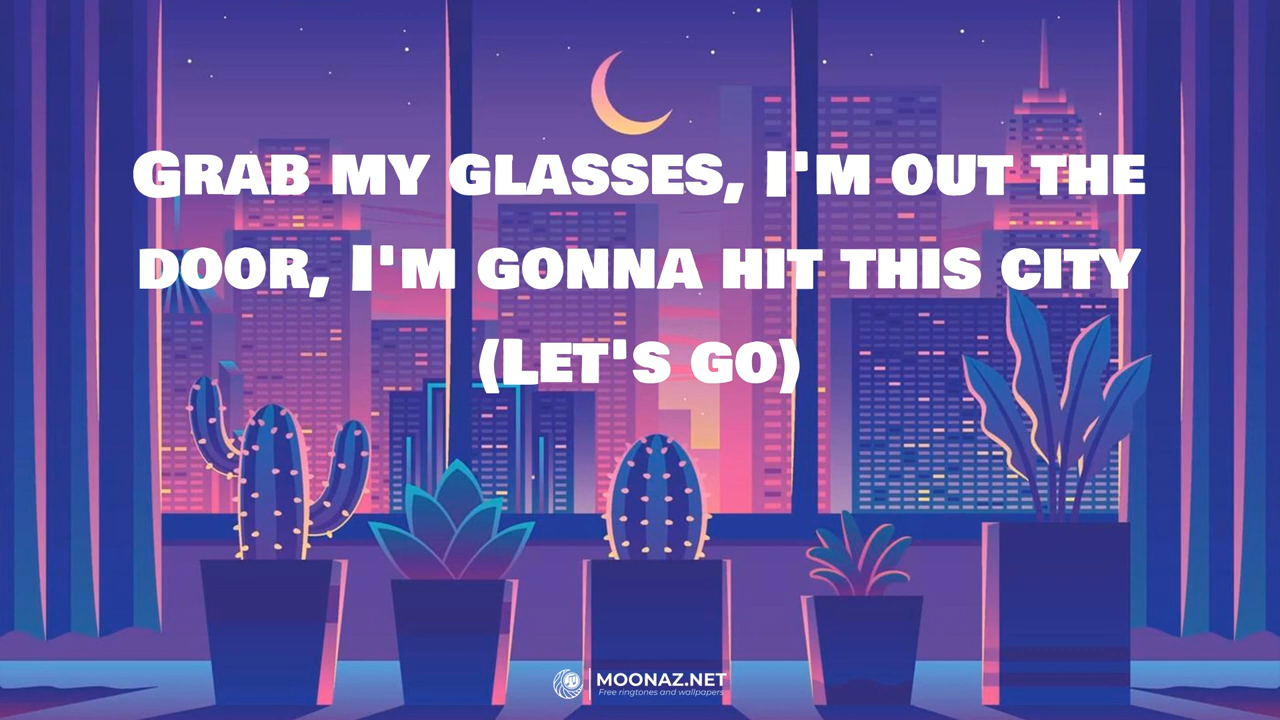 Grab my glasses, I'm out the
door, I'm gonna hit this city
(Let's go)
MOONAZ.NET
Free ringtones and wallpapers